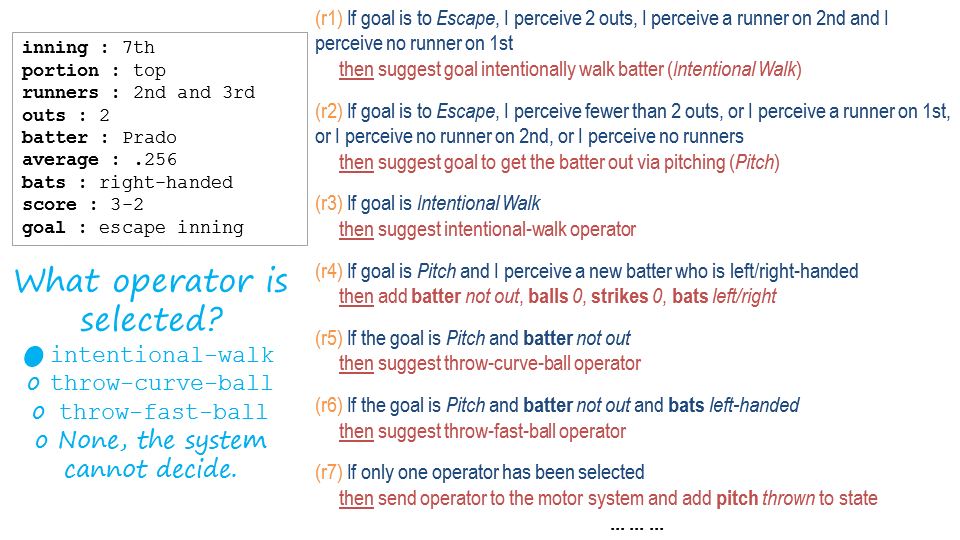 inning : 7th
portion : top
runners : 2nd and 3rd
outs : 2
batter : Prado
average : .256
bats : right-handed
score : 3-2
goal : escape inning
What operator is
selected?
intentional-walk
o throw-curve-ball
o throw-fast-ball
o None, the system
cannot decide.
(r1) If goal is to Escape, I perceive 2 outs, I perceive a runner on 2nd and I
perceive no runner on 1st
then suggest goal intentionally walk batter (Intentional Walk)
(r2) If goal is to Escape, I perceive fewer than 2 outs, or I perceive a runner on 1st,
or I perceive no runner on 2nd, or I perceive no runners
then suggest goal to get the batter out via pitching (Pitch)
(r3) If goal is Intentional Walk
then suggest intentional-walk operator
(r4) If goal is Pitch and I perceive a new batter who is left/right-handed
then add batter not out, balls 0, strikes 0, bats left/right
(r5) If the goal is Pitch and batter not out
then suggest throw-curve-ball operator
(r6) If the goal is Pitch and batter not out and bats left-handed
then suggest throw-fast-ball operator
(r7) If only one operator has been selected
then send operator to the motor system and add pitch thrown to state
... ... ...